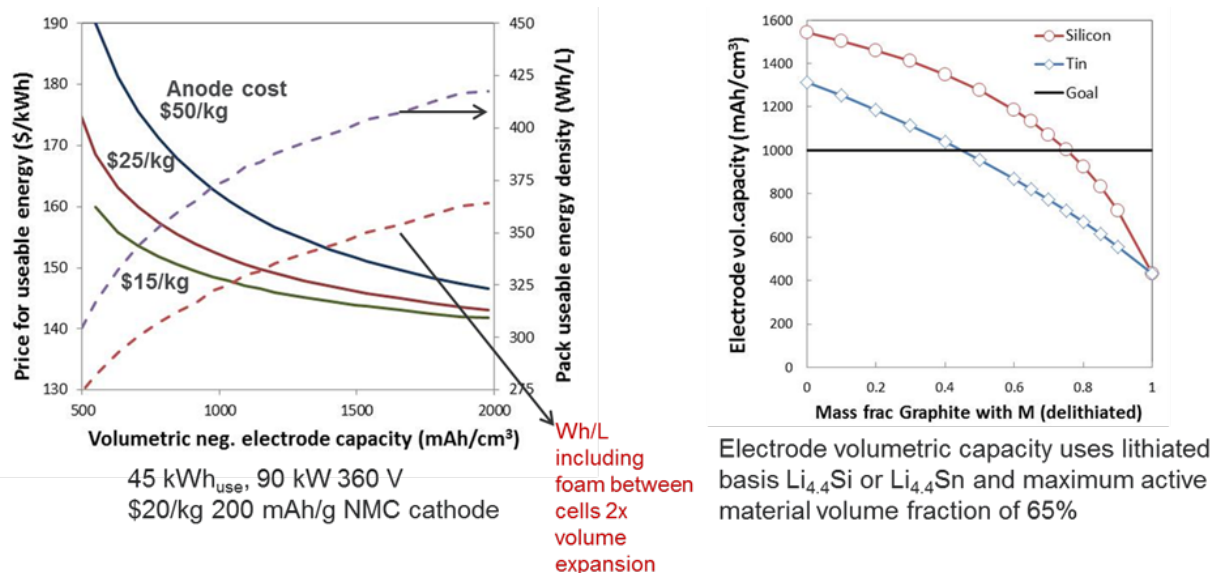 Price for useable energy ($/kWh)
190
180
170
160
150
140
130
Anode cost
$50/kg
$25/kg
$15/kg
450
425
400
375
350
325
300
275
Pack useable energy density (Wh/L)
500
1000
1500
2000
Volumetric neg. electrode capacity (mAh/cm³)
45 kWh<sub>use</sub>, 90 kW 360 V
$20/kg 200 mAh/g NMC cathode
Wh/L
including
foam between
cells 2x
volume
expansion
Electrode vol.capacity (mAh/cm³)
1600
1400
1200
1000
800
600
400
200
0
Silicon
Tin
Goal
0
0.2
0.4
0.6
0.8
1
Mass frac Graphite with M (delithiated)
Electrode volumetric capacity uses lithiated
basis Li₄.₄Si or Li₄.₄Sn and maximum active
material volume fraction of 65%